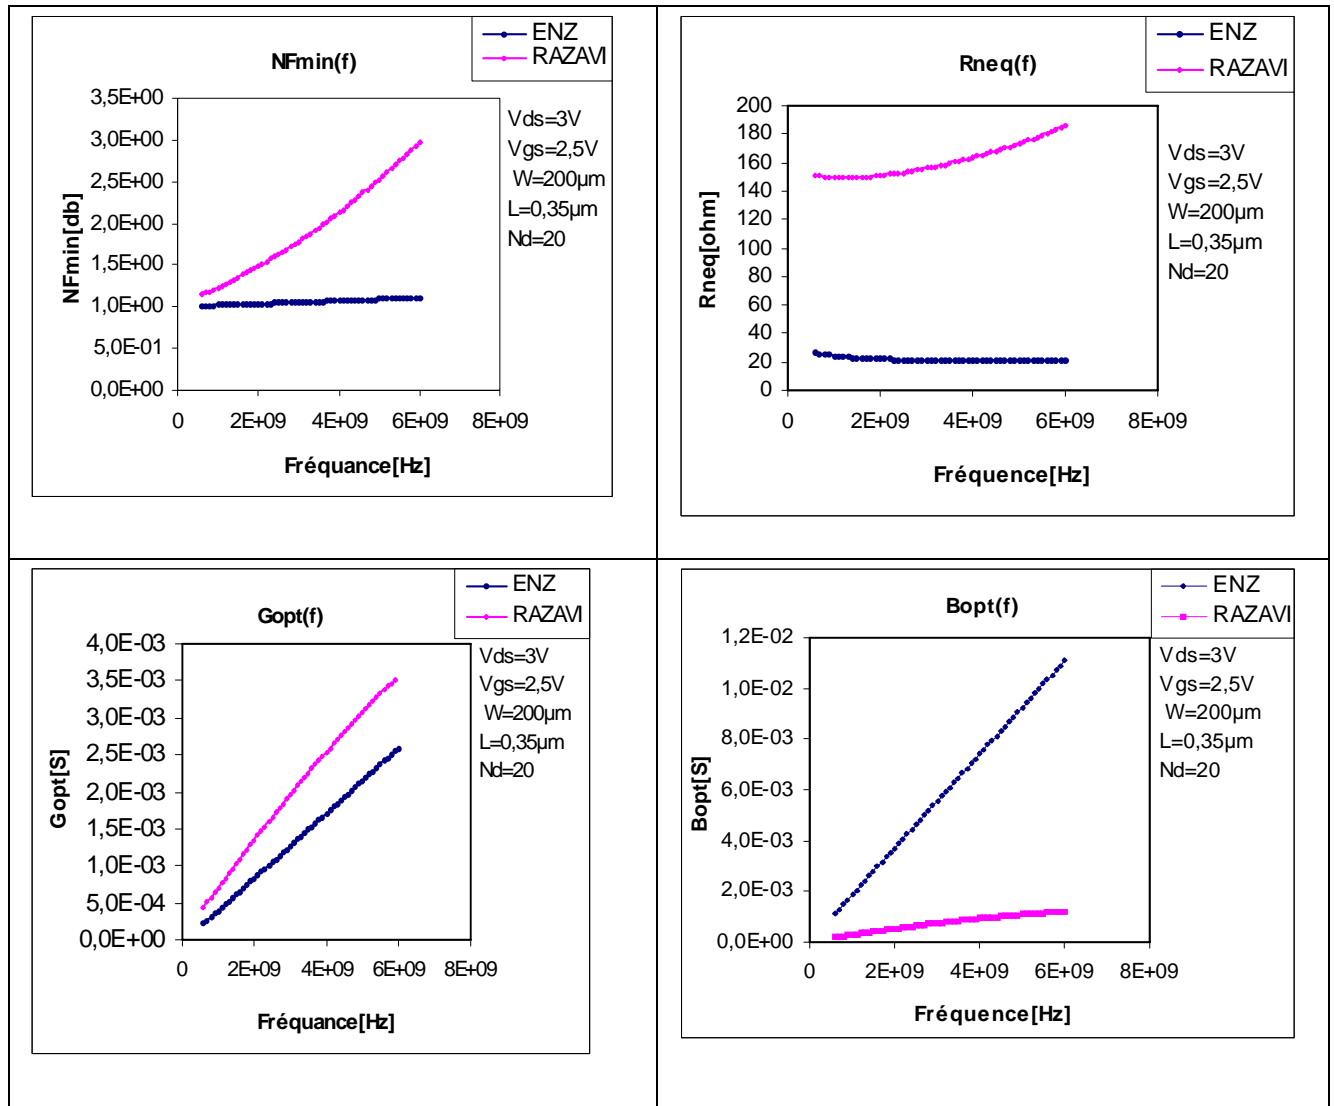 NFmin(f)
ENZ
RAZAVI
3,5E+00
3,0E+00
2,5E+00
2,0E+00
1,5E+00
1,0E+00
5,0E-01
0,0E+00
NFmin[db]
0 2E+09 4E+09 6E+09 8E+09
Fréquance[Hz]
Vds=3V
Vgs=2,5V
W=200µm
L=0,35µm
Nd=20
Rneq(f)
ENZ
RAZAVI
200
180
160
140
120
100
80
60
40
20
0
Rneq[ohm]
0 2E+09 4E+09 6E+09 8E+09
Fréquence[Hz]
Vds=3V
Vgs=2,5V
W=200µm
L=0,35µm
Nd=20
Gopt(f)
ENZ
RAZAVI
4,0E-03
3,5E-03
3,0E-03
2,5E-03
2,0E-03
1,5E-03
1,0E-03
5,0E-04
0,0E+00
Gopt[S]
0 2E+09 4E+09 6E+09 8E+09
Fréquance[Hz]
Vds=3V
Vgs=2,5V
W=200µm
L=0,35µm
Nd=20
Bopt(f)
ENZ
RAZAVI
1,2E-02
1,0E-02
8,0E-03
6,0E-03
4,0E-03
2,0E-03
0,0E+00
Bopt[S]
0 2E+09 4E+09 6E+09 8E+09
Fréquence[Hz]
Vds=3V
Vgs=2,5V
W=200µm
L=0,35µm
Nd=20